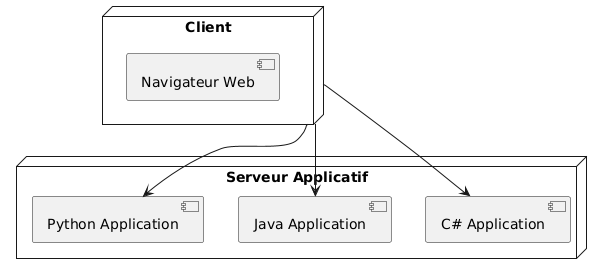 Client
Navigateur Web
Serveur Applicatif
Python Application
Java Application
C# Application